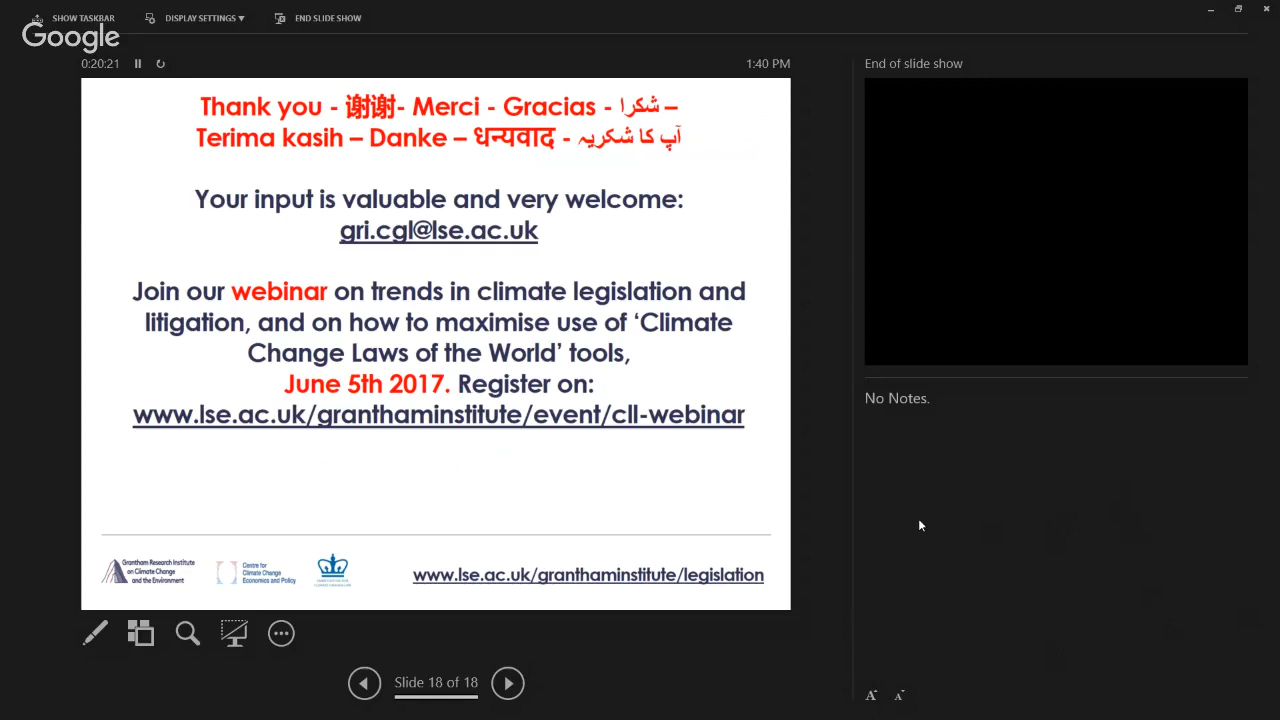 SHOW TASKBAR DISPLAY SETTINGS ▾ END SLIDE SHOW
Google
0:20:21 1:40 PM End of slide show
Thank you - 谢谢- Merci - Gracias - شكرا –
Terima kasih – Danke – धन्यवाद - آپ کا شکریہ
Your input is valuable and very welcome:
gri.cgl@lse.ac.uk
Join our webinar on trends in climate legislation and
litigation, and on how to maximise use of ‘Climate
Change Laws of the World’ tools,
June 5th 2017. Register on:
www.lse.ac.uk/granthaminstitute/event/cll-webinar
No Notes.
Grantham Research Institute
on Climate Change
and the Environment
Centre for
Climate Change
Economics and Policy
www.lse.ac.uk/granthaminstitute/legislation
Slide 18 of 18
A A